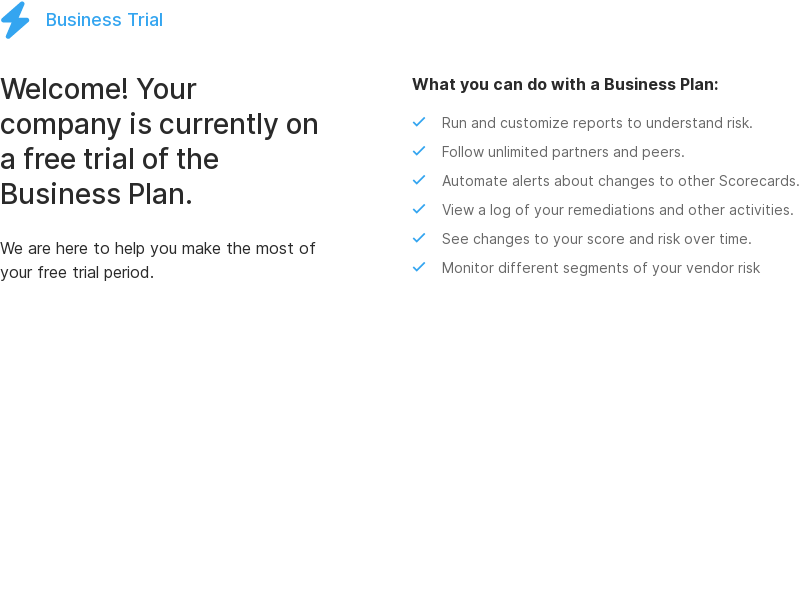 Business Trial
Welcome! Your
company is currently on
a free trial of the
Business Plan.
We are here to help you make the most of
your free trial period.
What you can do with a Business Plan:
Run and customize reports to understand risk.
Follow unlimited partners and peers.
Automate alerts about changes to other Scorecards.
View a log of your remediations and other activities.
See changes to your score and risk over time.
Monitor different segments of your vendor risk